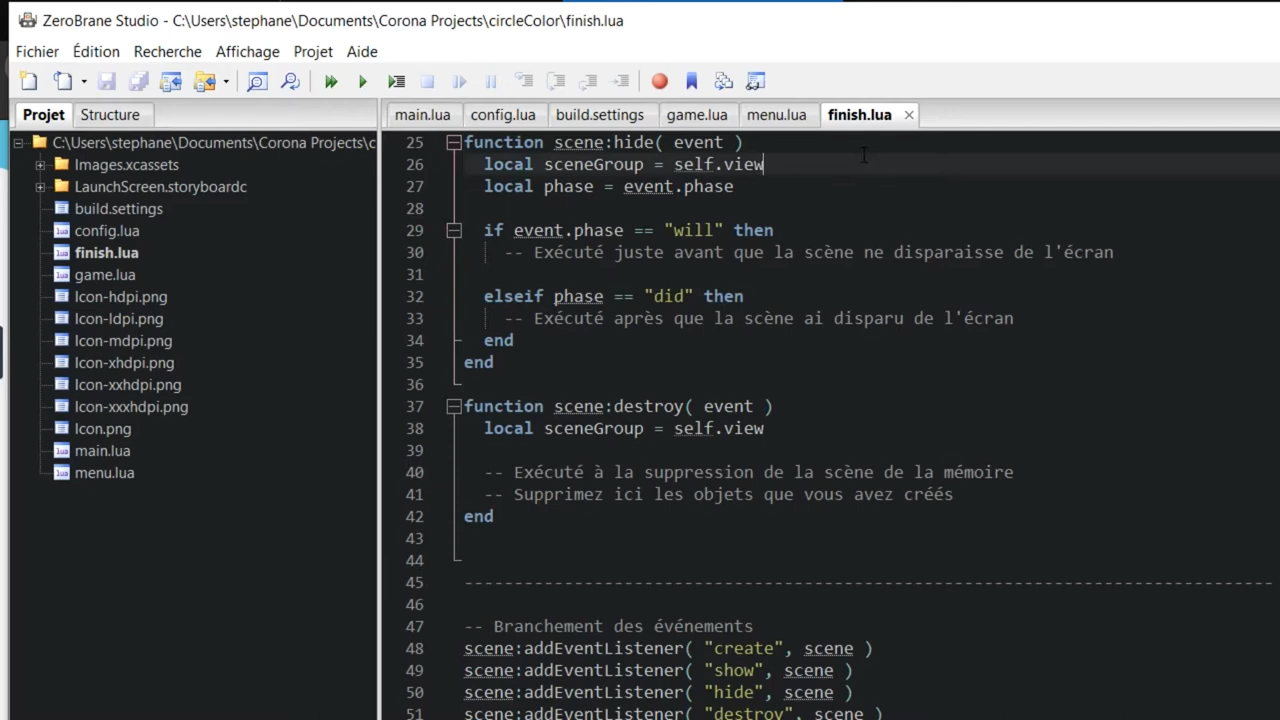 ZeroBrane Studio - C:\Users\stephane\Documents\Corona Projects\circleColor\finish.lua
Fichier Édition Recherche Affichage Projet Aide
Projet Structure
main.lua config.lua build.settings game.lua menu.lua finish.lua
C:\Users\stephane\Documents\Corona Projects\c
Images.xcassets
LaunchScreen.storyboardc
build.settings
config.lua
finish.lua
game.lua
Icon-hdpi.png
Icon-ldpi.png
Icon-mdpi.png
Icon-xhdpi.png
Icon-xxhdpi.png
Icon-xxxhdpi.png
Icon.png
main.lua
menu.lua
25 function scene:hide( event )
26 local sceneGroup = self.view
27 local phase = event.phase
28
29 if event.phase == "will" then
30 -- Exécuté juste avant que la scène ne disparaisse de l'écran
31
32 elseif phase == "did" then
33 -- Exécuté après que la scène ai disparu de l'écran
34 end
35 end
36
37 function scene:destroy( event )
38 local sceneGroup = self.view
39
40 -- Exécuté à la suppression de la scène de la mémoire
41 -- Supprimez ici les objets que vous avez créés
42 end
43
44
45 ---------------------------------------------------------------------------------
46
47 -- Branchement des événements
48 scene:addEventListener( "create", scene )
49 scene:addEventListener( "show", scene )
50 scene:addEventListener( "hide", scene )
51 scene:addEventListener( "destroy", scene )